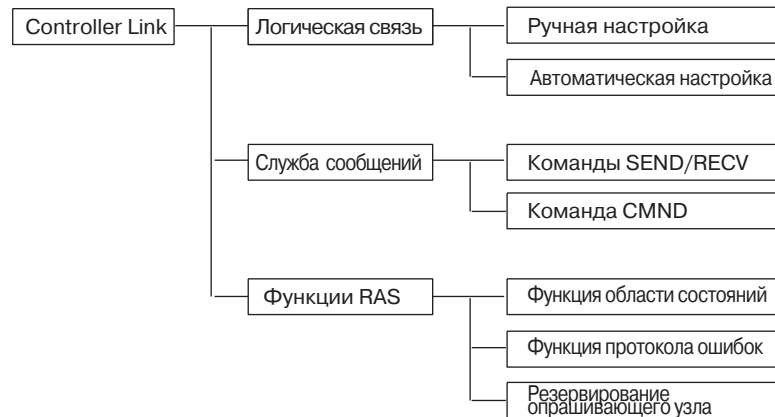 Controller Link
Логическая связь
Ручная настройка
Автоматическая настройка
Служба сообщений
Команды SEND/RECV
Команда CMND
Функции RAS
Функция области состояний
Функция протокола ошибок
Резервирование
опрашивающего узла